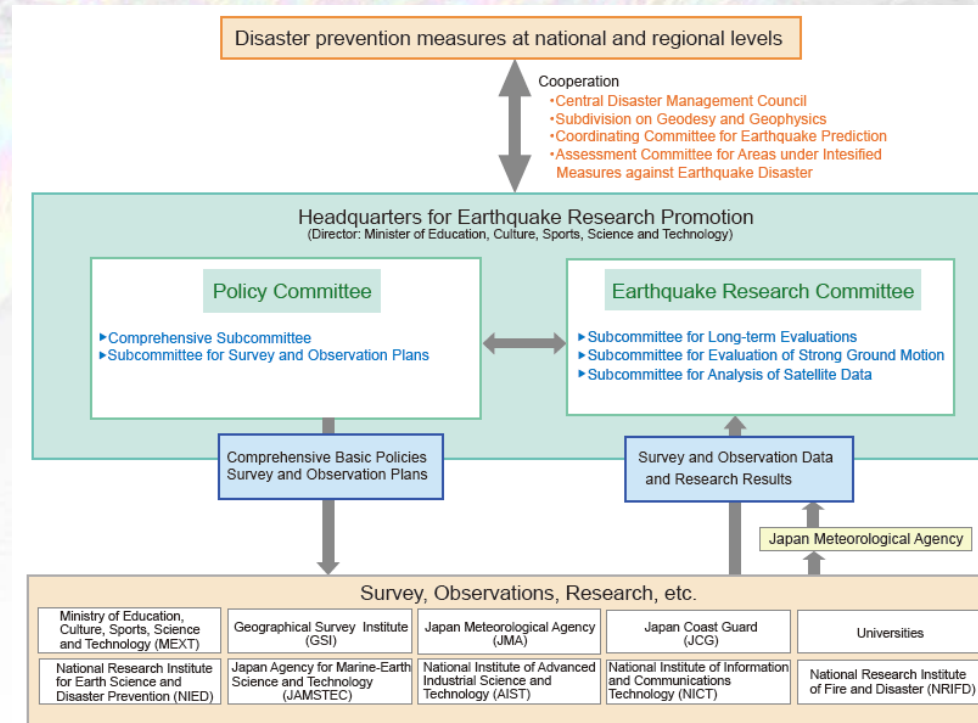 Disaster prevention measures at national and regional levels
Cooperation
•Central Disaster Management Council
•Subdivision on Geodesy and Geophysics
•Coordinating Committee for Earthquake Prediction
•Assessment Committee for Areas under Intesified
Measures against Earthquake Disaster
Headquarters for Earthquake Research Promotion
(Director: Minister of Education, Culture, Sports, Science and Technology)
Policy Committee
▶Comprehensive Subcommittee
▶Subcommittee for Survey and Observation Plans
Earthquake Research Committee
▶Subcommittee for Long-term Evaluations
▶Subcommittee for Evaluation of Strong Ground Motion
▶Subcommittee for Analysis of Satellite Data
Comprehensive Basic Policies
Survey and Observation Plans
Survey and Observation Data
and Research Results
Japan Meteorological Agency
Survey, Observations, Research, etc.
Ministry of Education,
Culture, Sports, Science
and Technology (MEXT)
Geographical Survey Institute
(GSI)
Japan Meteorological Agency
(JMA)
Japan Coast Guard
(JCG)
Universities
National Research Institute
for Earth Science and
Disaster Prevention (NIED)
Japan Agency for Marine-Earth
Science and Technology
(JAMSTEC)
National Institute of Advanced
Industrial Science and
Technology (AIST)
National Institute of Information
and Communications
Technology (NICT)
National Research Institute
of Fire and Disaster (NRIFD)